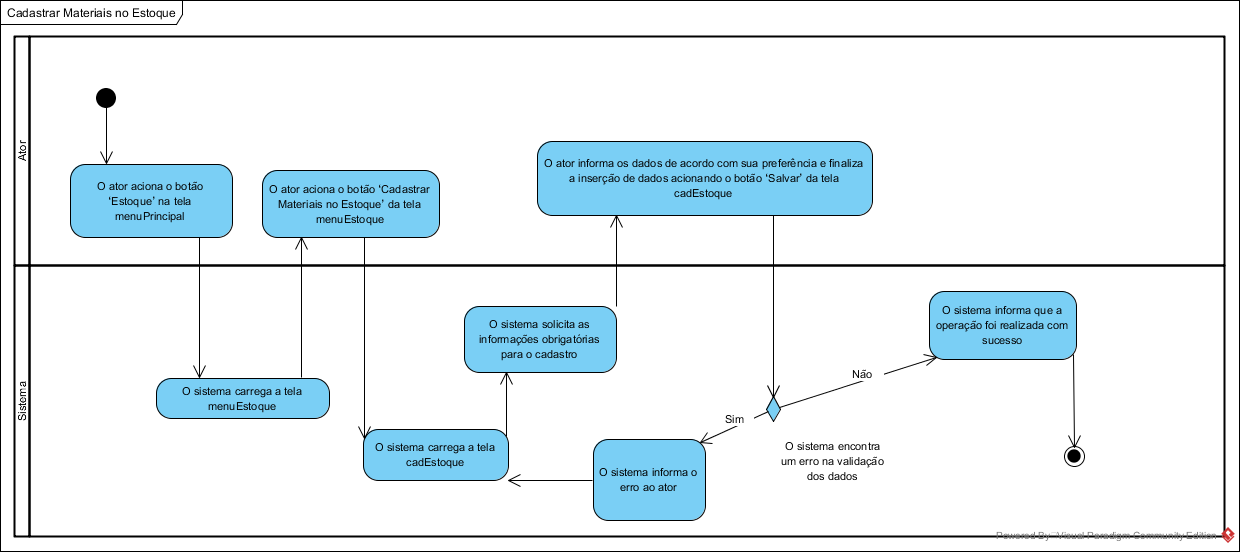 Cadastrar Materiais no Estoque
Ator
O ator aciona o botão
‘Estoque’ na tela
menuPrincipal
O ator aciona o botão ‘Cadastrar
Materiais no Estoque’ da tela
menuEstoque
O ator informa os dados de acordo com sua preferência e finaliza
a inserção de dados acionando o botão ‘Salvar’ da tela
cadEstoque
Sistema
O sistema carrega a tela
menuEstoque
O sistema solicita as
informações obrigatórias
para o cadastro
O sistema carrega a tela
cadEstoque
O sistema informa o
erro ao ator
Sim
Não
O sistema encontra
um erro na validação
dos dados
O sistema informa que a
operação foi realizada com
sucesso
Powered By Visual Paradigm Community Edition